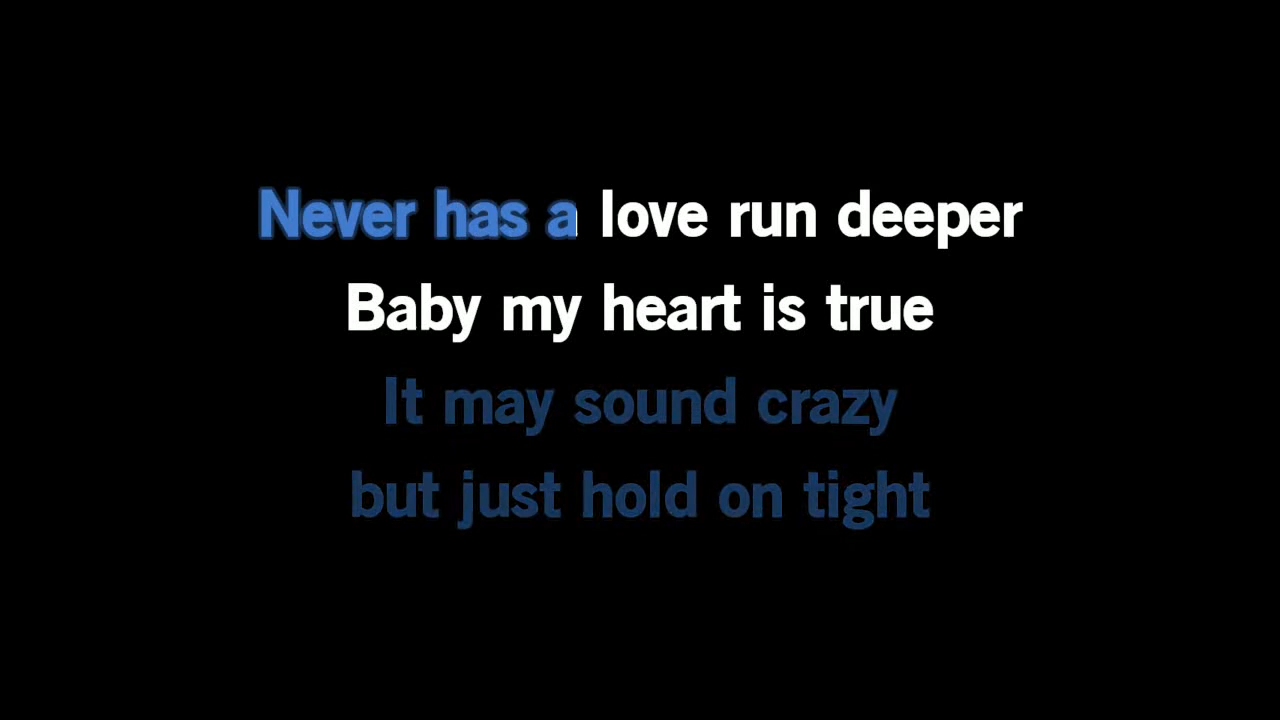 Never has a love run deeper
Baby my heart is true
It may sound crazy
but just hold on tight